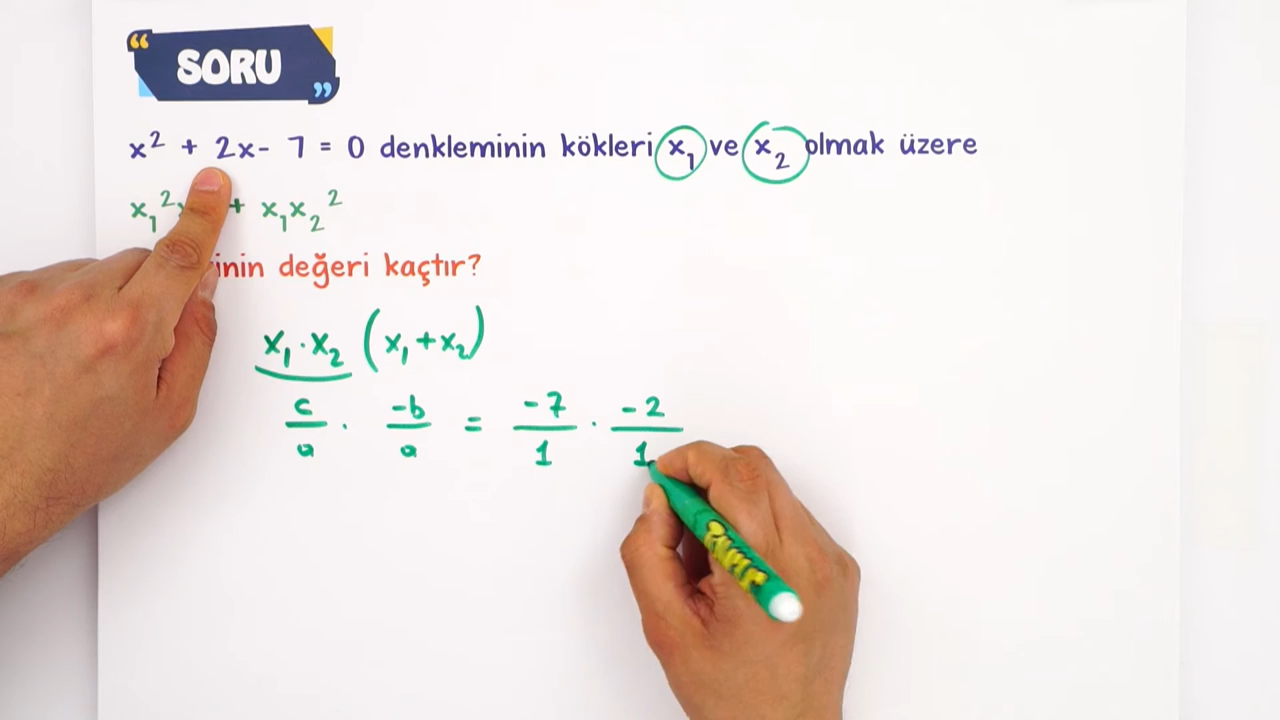 “ SORU ”
x² + 2x - 7 = 0 denkleminin kökleri x₁ ve x₂ olmak üzere
x₁² + x₁x₂²
inin değeri kaçtır?
x₁ · x₂ (x₁ + x₂)
c/a · -b/a = -7/1 · -2/1